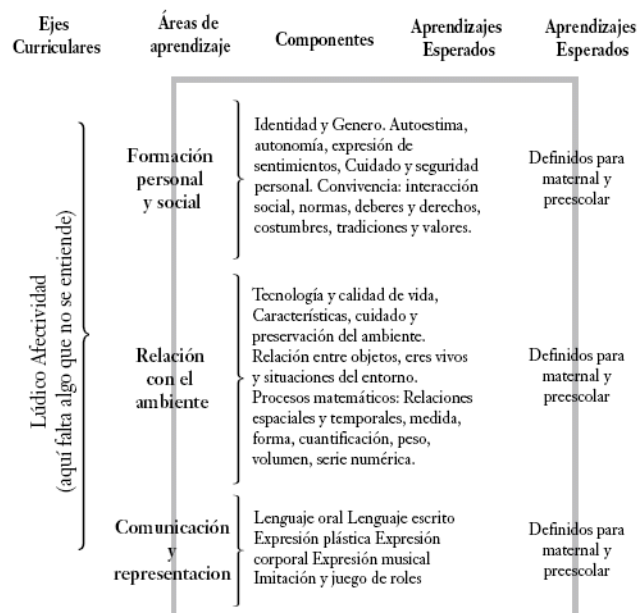 Ejes
Curriculares
Áreas de
aprendizaje
Componentes
Aprendizajes
Esperados
Aprendizajes
Esperados
Lúdico Afectividad
(aquí falta algo que no se entiende)
Formación
personal
y social
Identidad y Genero. Autoestima,
autonomía, expresión de
sentimientos, Cuidado y seguridad
personal. Convivencia: interacción
social, normas, deberes y derechos,
costumbres, tradiciones y valores.
Definidos para
maternal y
preescolar
Relación
con el
ambiente
Tecnología y calidad de vida,
Características, cuidado y
preservación del ambiente.
Relación entre objetos, eres vivos
y situaciones del entorno.
Procesos matemáticos: Relaciones
espaciales y temporales, medida,
forma, cuantificación, peso,
volumen, serie numérica.
Definidos para
maternal y
preescolar
Comunicación
y
representacion
Lenguaje oral Lenguaje escrito
Expresión plástica Expresión
corporal Expresión musical
Imitación y juego de roles
Definidos para
maternal y
preescolar